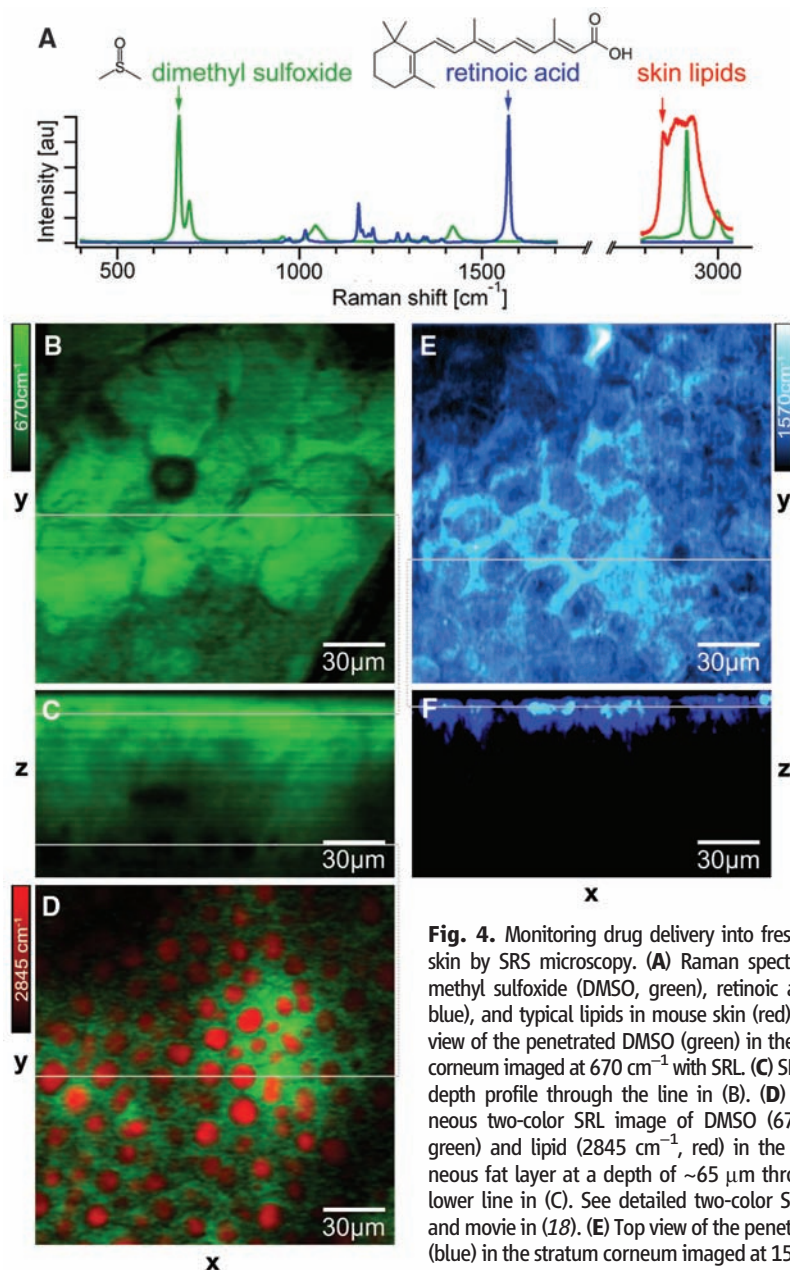 A
O
S
O
OH
dimethyl sulfoxide
retinoic acid
skin lipids
Intensity [au]
500
1000
1500
3000
Raman shift [cm⁻¹]
B
670cm⁻¹
y
30µm
E
1570cm⁻¹
y
30µm
C
z
30µm
F
z
30µm
x
D
2845 cm⁻¹
y
30µm
x
Fig. 4. Monitoring drug delivery into fres
skin by SRS microscopy. (A) Raman spect
methyl sulfoxide (DMSO, green), retinoic a
blue), and typical lipids in mouse skin (red)
view of the penetrated DMSO (green) in the
corneum imaged at 670 cm⁻¹ with SRL. (C) SI
depth profile through the line in (B). (D)
neous two-color SRL image of DMSO (67
green) and lipid (2845 cm⁻¹, red) in the
neous fat layer at a depth of ~65 µm thro
lower line in (C). See detailed two-color S
and movie in (18). (E) Top view of the penet
(blue) in the stratum corneum imaged at 15